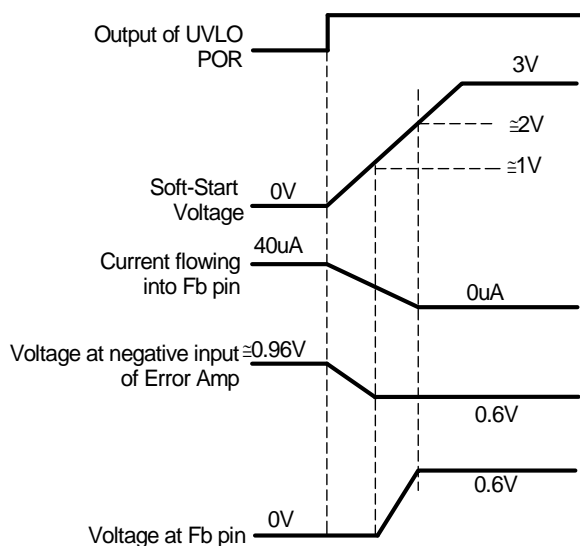 Output of UVLO
POR
3V
≅2V
≅1V
Soft-Start
Voltage
0V
40uA
Current flowing
into Fb pin
0uA
Voltage at negative input
of Error Amp
≅0.96V
0.6V
0.6V
0V
Voltage at Fb pin